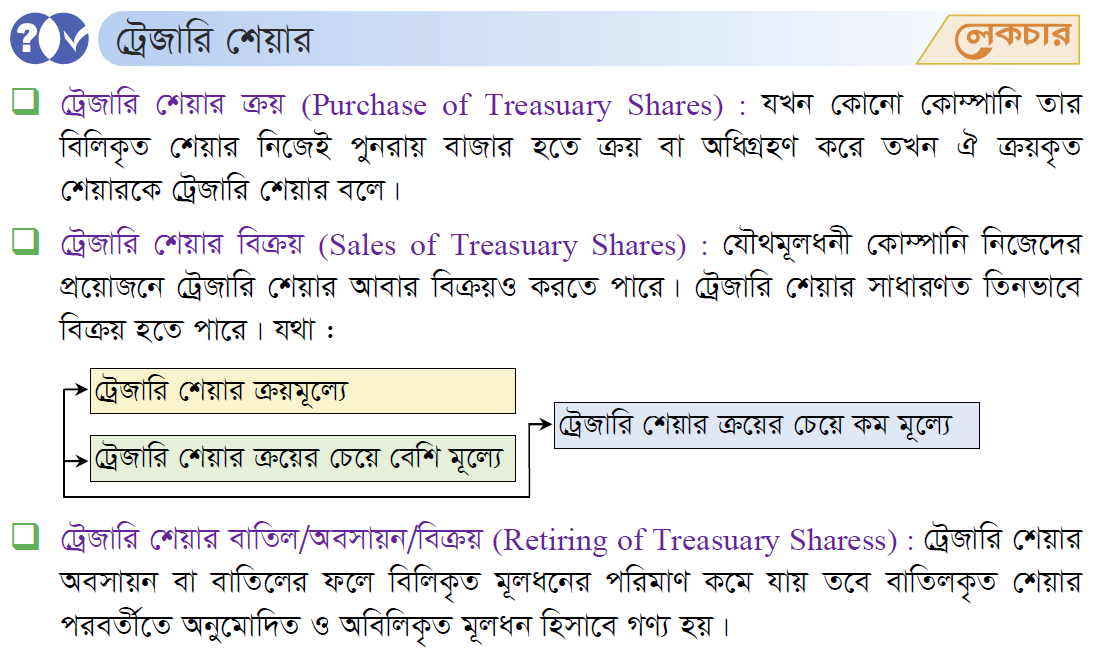 ট্রেজারি শেয়ার
লেকচার
ট্রেজারি শেয়ার ক্রয় (Purchase of Treasuary Shares) : যখন কোনো কোম্পানি তার
বিলিকৃত শেয়ার নিজেই পুনরায় বাজার হতে ক্রয় বা অধিগ্রহণ করে তখন ঐ ক্রয়কৃত
শেয়ারকে ট্রেজারি শেয়ার বলে।
ট্রেজারি শেয়ার বিক্রয় (Sales of Treasuary Shares) : যৌথমূলধনী কোম্পানি নিজেদের
প্রয়োজনে ট্রেজারি শেয়ার আবার বিক্রয়ও করতে পারে। ট্রেজারি শেয়ার সাধারণত তিনভাবে
বিক্রয় হতে পারে। যথা :
ট্রেজারি শেয়ার ক্রয়মূল্যে
ট্রেজারি শেয়ার ক্রয়ের চেয়ে বেশি মূল্যে
ট্রেজারি শেয়ার ক্রয়ের চেয়ে কম মূল্যে
ট্রেজারি শেয়ার বাতিল/অবসায়ন/বিক্রয় (Retiring of Treasuary Sharess) : ট্রেজারি শেয়ার
অবসায়ন বা বাতিলের ফলে বিলিকৃত মূলধনের পরিমাণ কমে যায় তবে বাতিলকৃত শেয়ার
পরবর্তীতে অনুমোদিত ও অবিলিকৃত মূলধন হিসাবে গণ্য হয়।